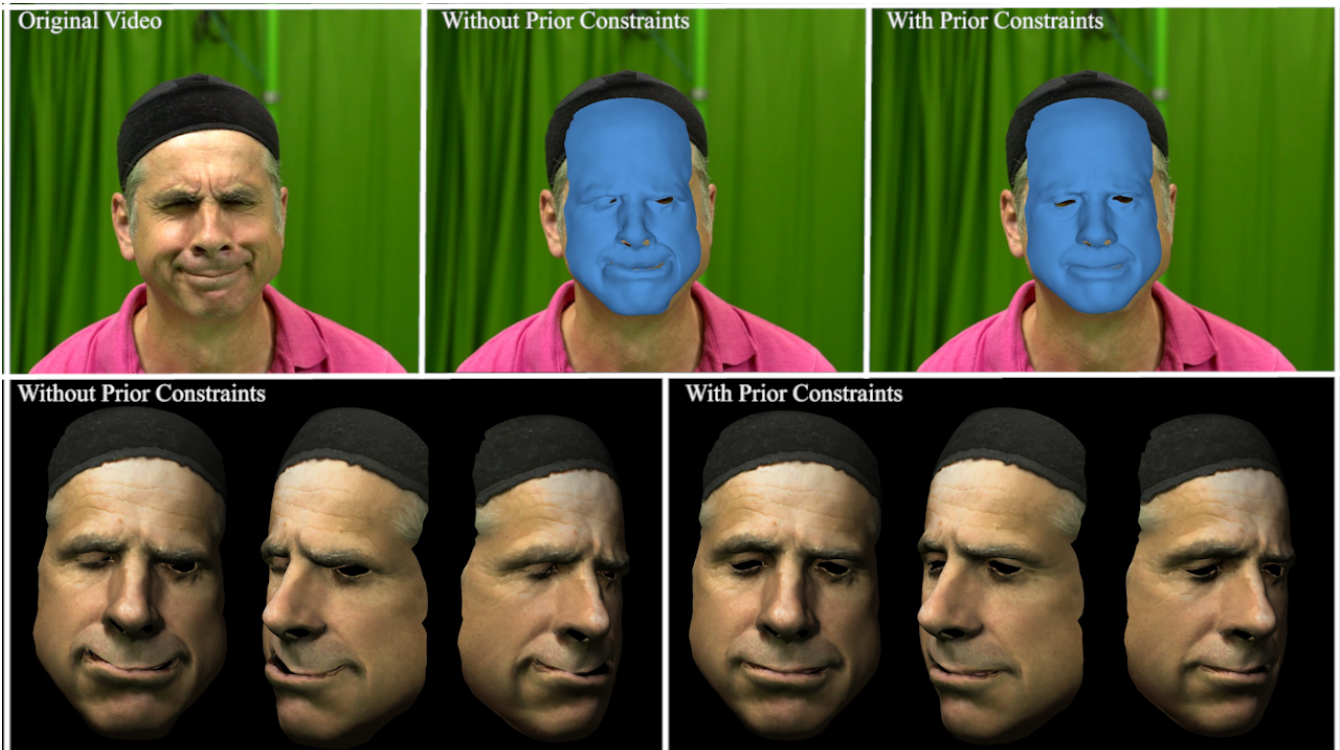 Original Video
Without Prior Constraints
With Prior Constraints
Without Prior Constraints
With Prior Constraints